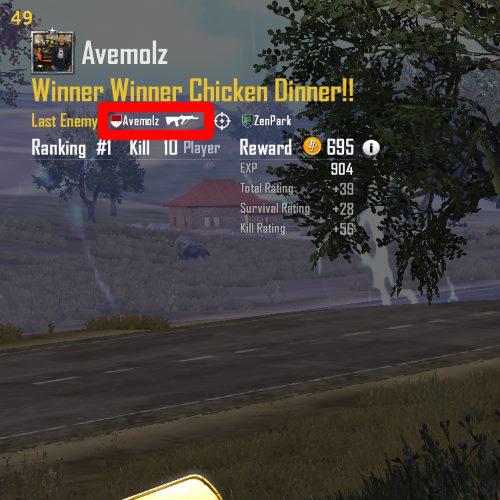 49
Avemolz
Winner Winner Chicken Dinner!!
Last Enemy Avemolz ZenPark
Ranking #1 Kill 10 Player Reward 695
EXP 904
Total Rating +39
Survival Rating +28
Kill Rating +56